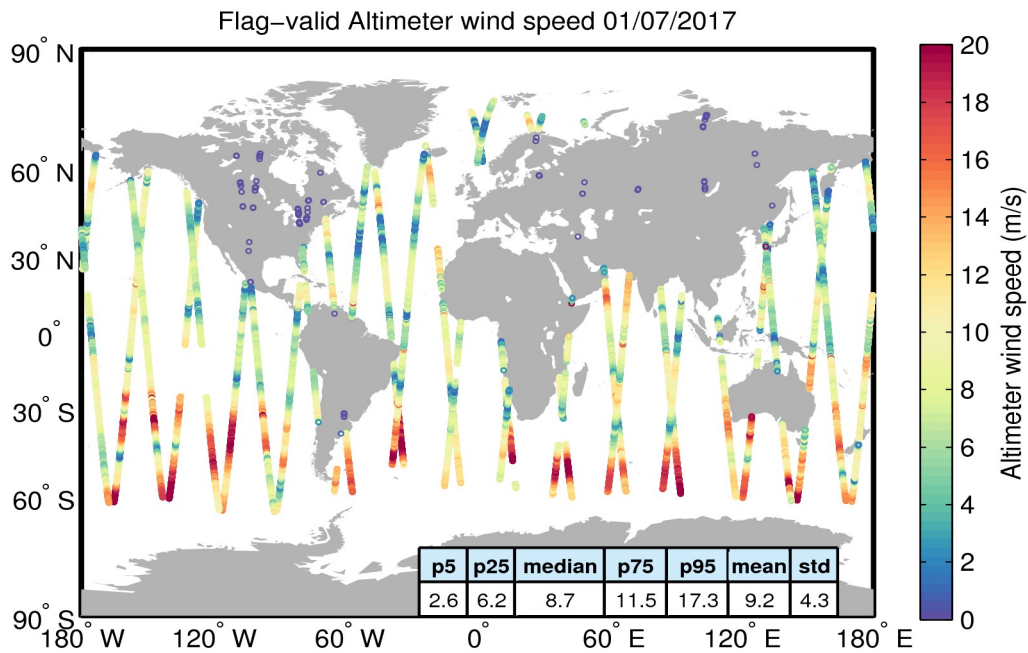 Flag−valid Altimeter wind speed 01/07/2017
90° N
60° N
30° N
0°
30° S
60° S
90° S
180° W
120° W
60° W
0°
60° E
120° E
180° E
p5 p25 median p75 p95 mean std
2.6 6.2 8.7 11.5 17.3 9.2 4.3
20
18
16
14
12
10
8
6
4
2
0
Altimeter wind speed (m/s)